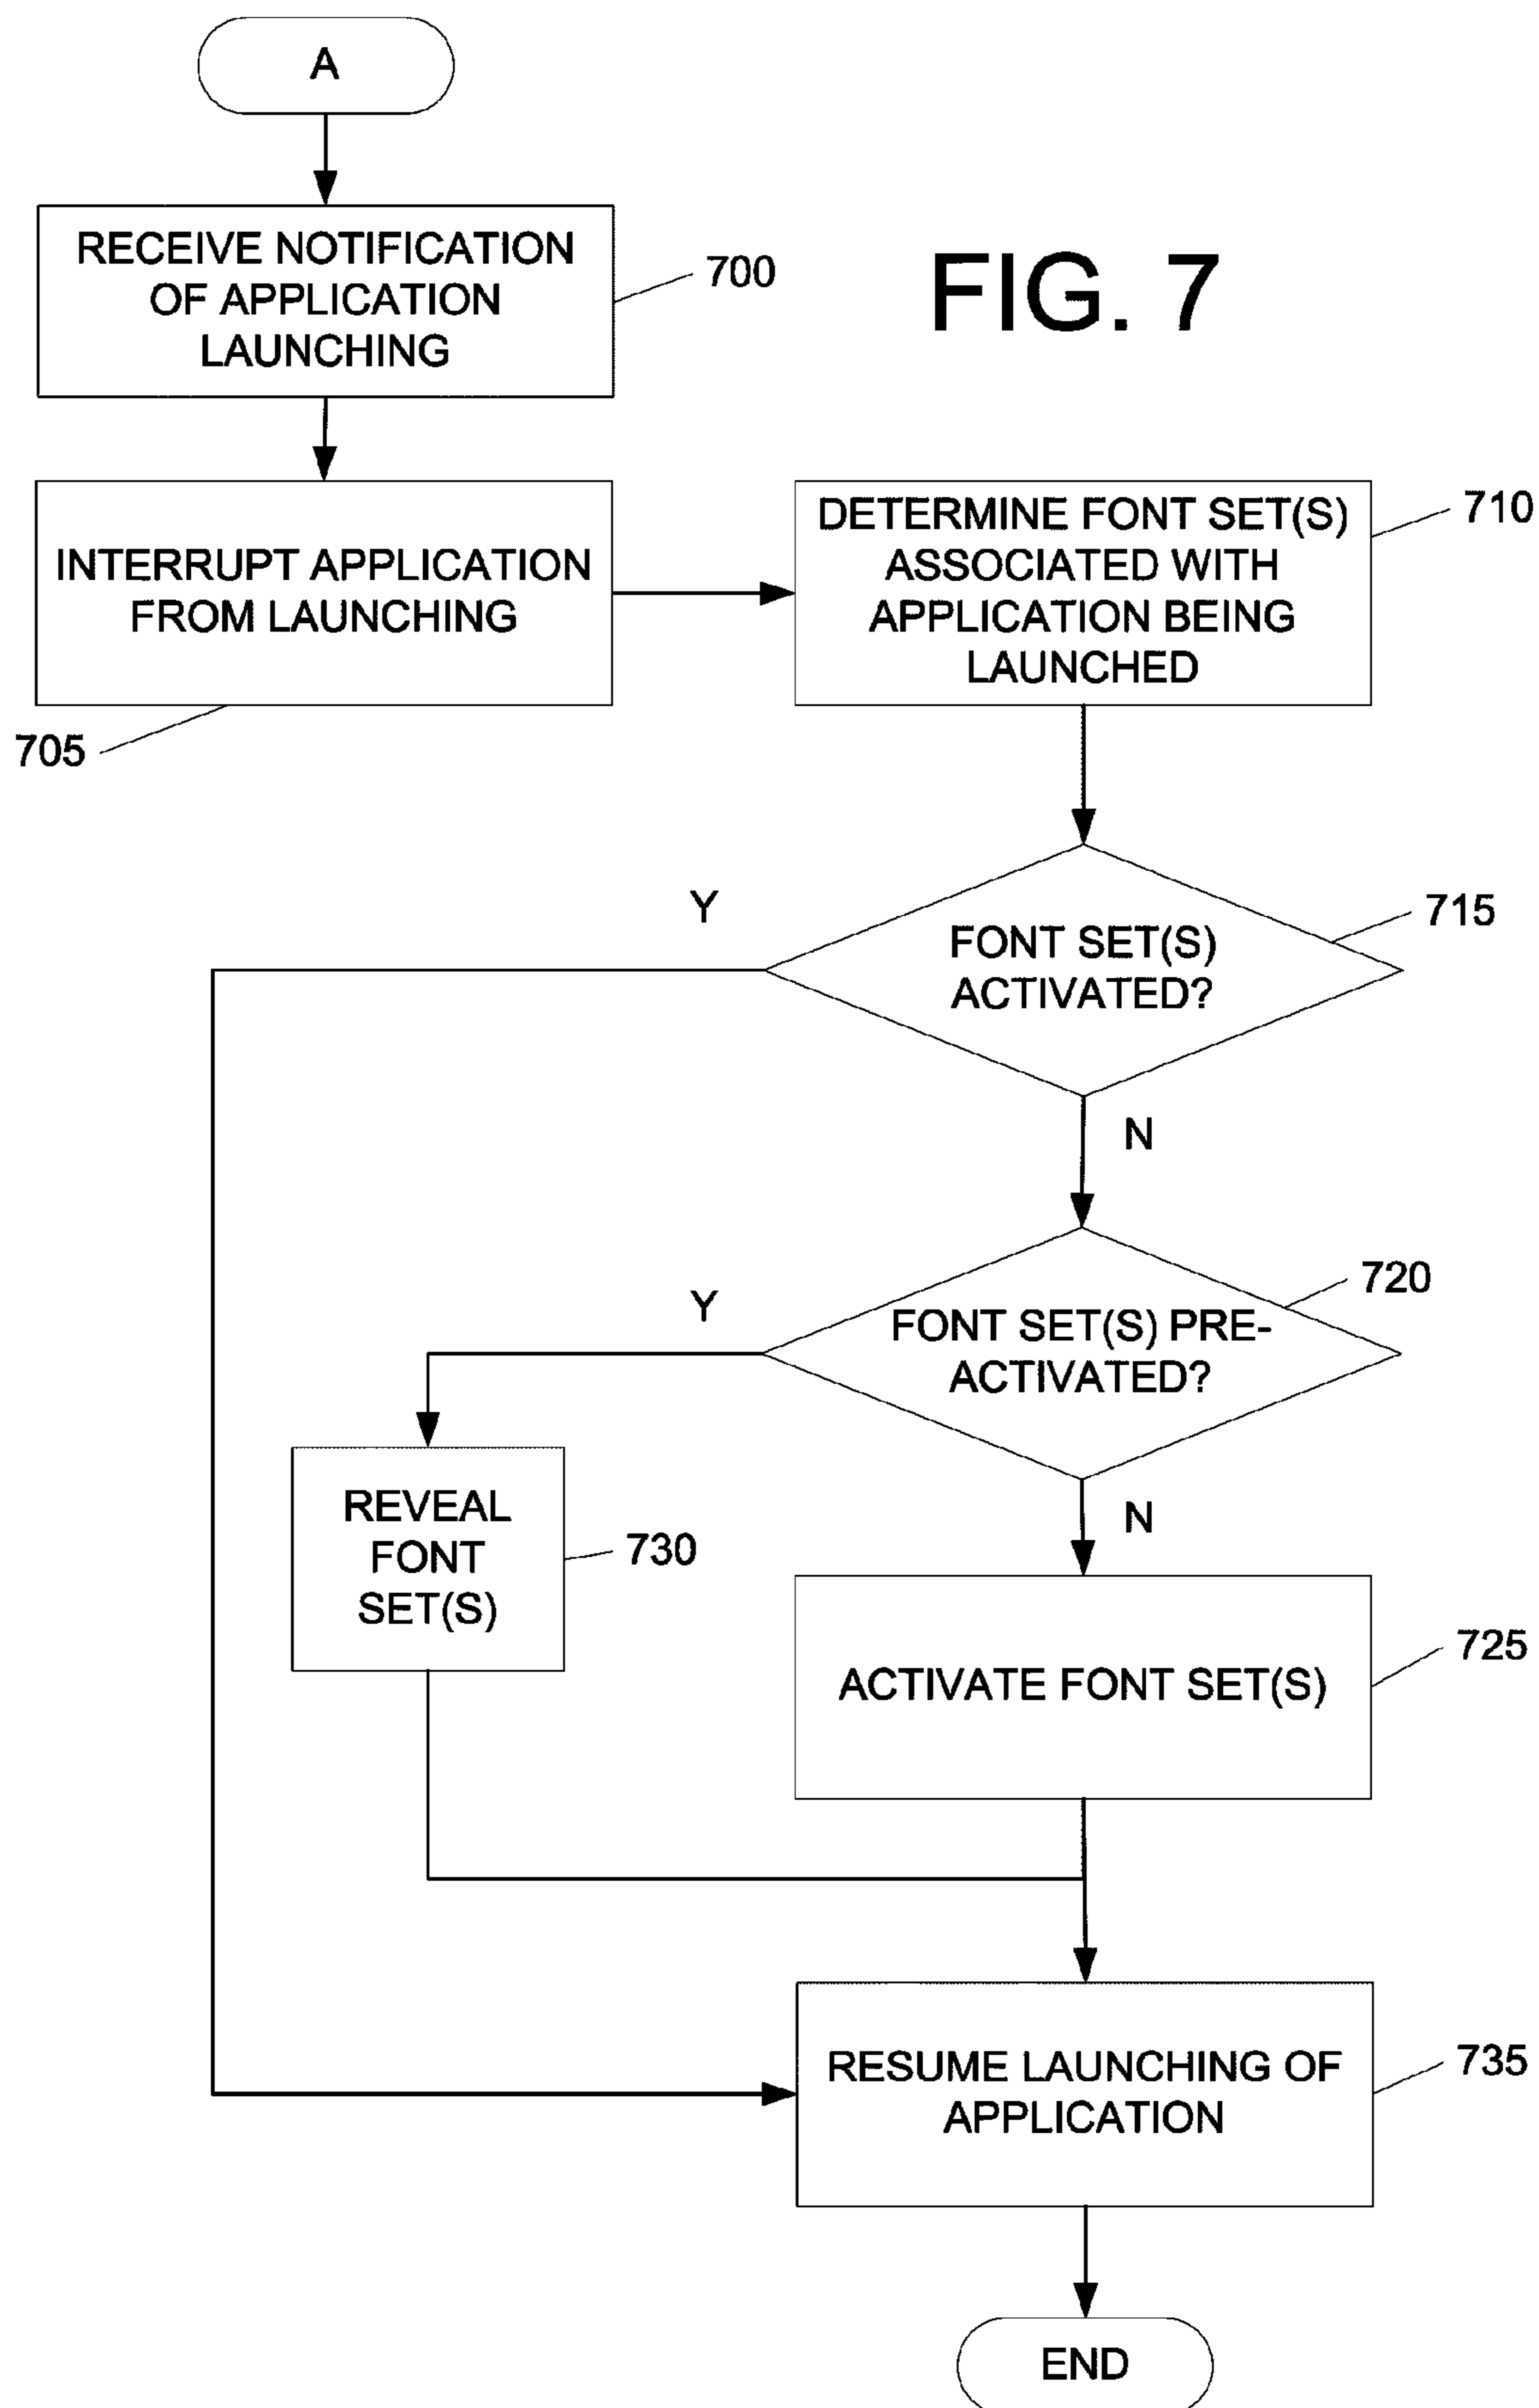 A
RECEIVE NOTIFICATION
OF APPLICATION
LAUNCHING
700
FIG. 7
INTERRUPT APPLICATION
FROM LAUNCHING
705
DETERMINE FONT SET(S)
ASSOCIATED WITH
APPLICATION BEING
LAUNCHED
710
FONT SET(S)
ACTIVATED?
715
Y
N
FONT SET(S) PRE-
ACTIVATED?
720
Y
N
REVEAL
FONT
SET(S)
730
ACTIVATE FONT SET(S)
725
RESUME LAUNCHING OF
APPLICATION
735
END